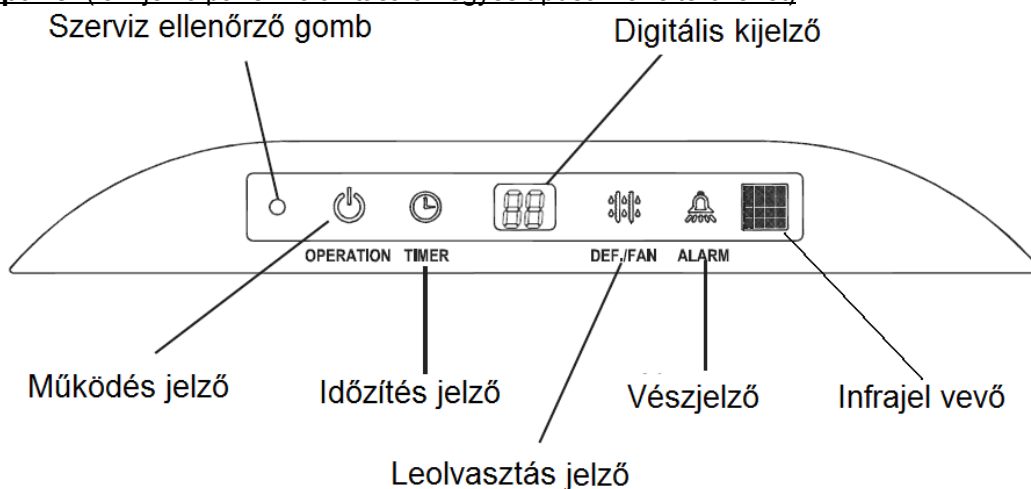 Szerviz ellenőrző gomb
Digitális kijelző
88
OPERATION TIMER DEF./FAN ALARM
Működés jelző
Időzítés jelző
Vészjelző
Infrajel vevő
Leolvasztás jelző